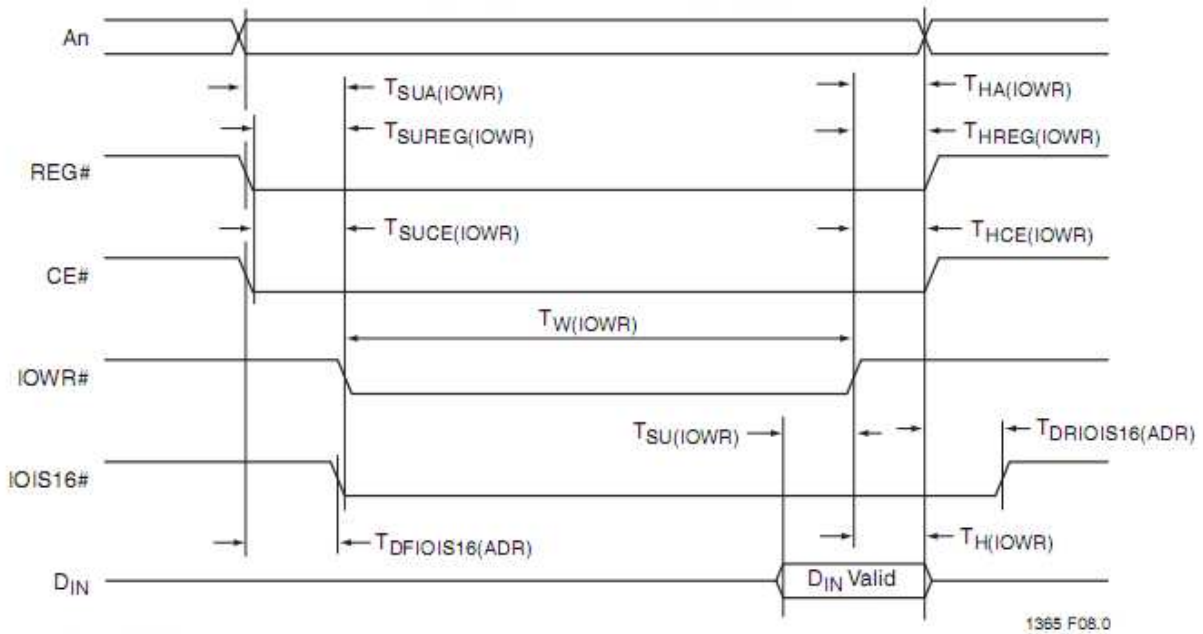 An
TSUA(IOWR)
THA(IOWR)
TSUREG(IOWR)
THREG(IOWR)
REG#
TSUCE(IOWR)
THCE(IOWR)
CE#
TW(IOWR)
IOWR#
TSU(IOWR)
TDRIOIS16(ADR)
IOIS16#
TDFIOIS16(ADR)
TH(IOWR)
DIN
DIN Valid
1365 F08.0